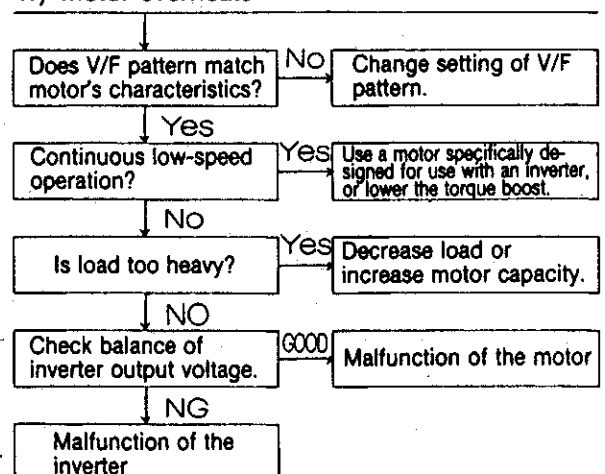 Does V/F pattern match
motor's characteristics?
No
Change setting of V/F
pattern.
Yes
Continuous low-speed
operation?
Yes
Use a motor specifically de-
signed for use with an inverter,
or lower the torque boost.
No
Is load too heavy?
Yes
Decrease load or
increase motor capacity.
NO
Check balance of
inverter output voltage.
GOOD
Malfunction of the motor
NG
Malfunction of the
inverter